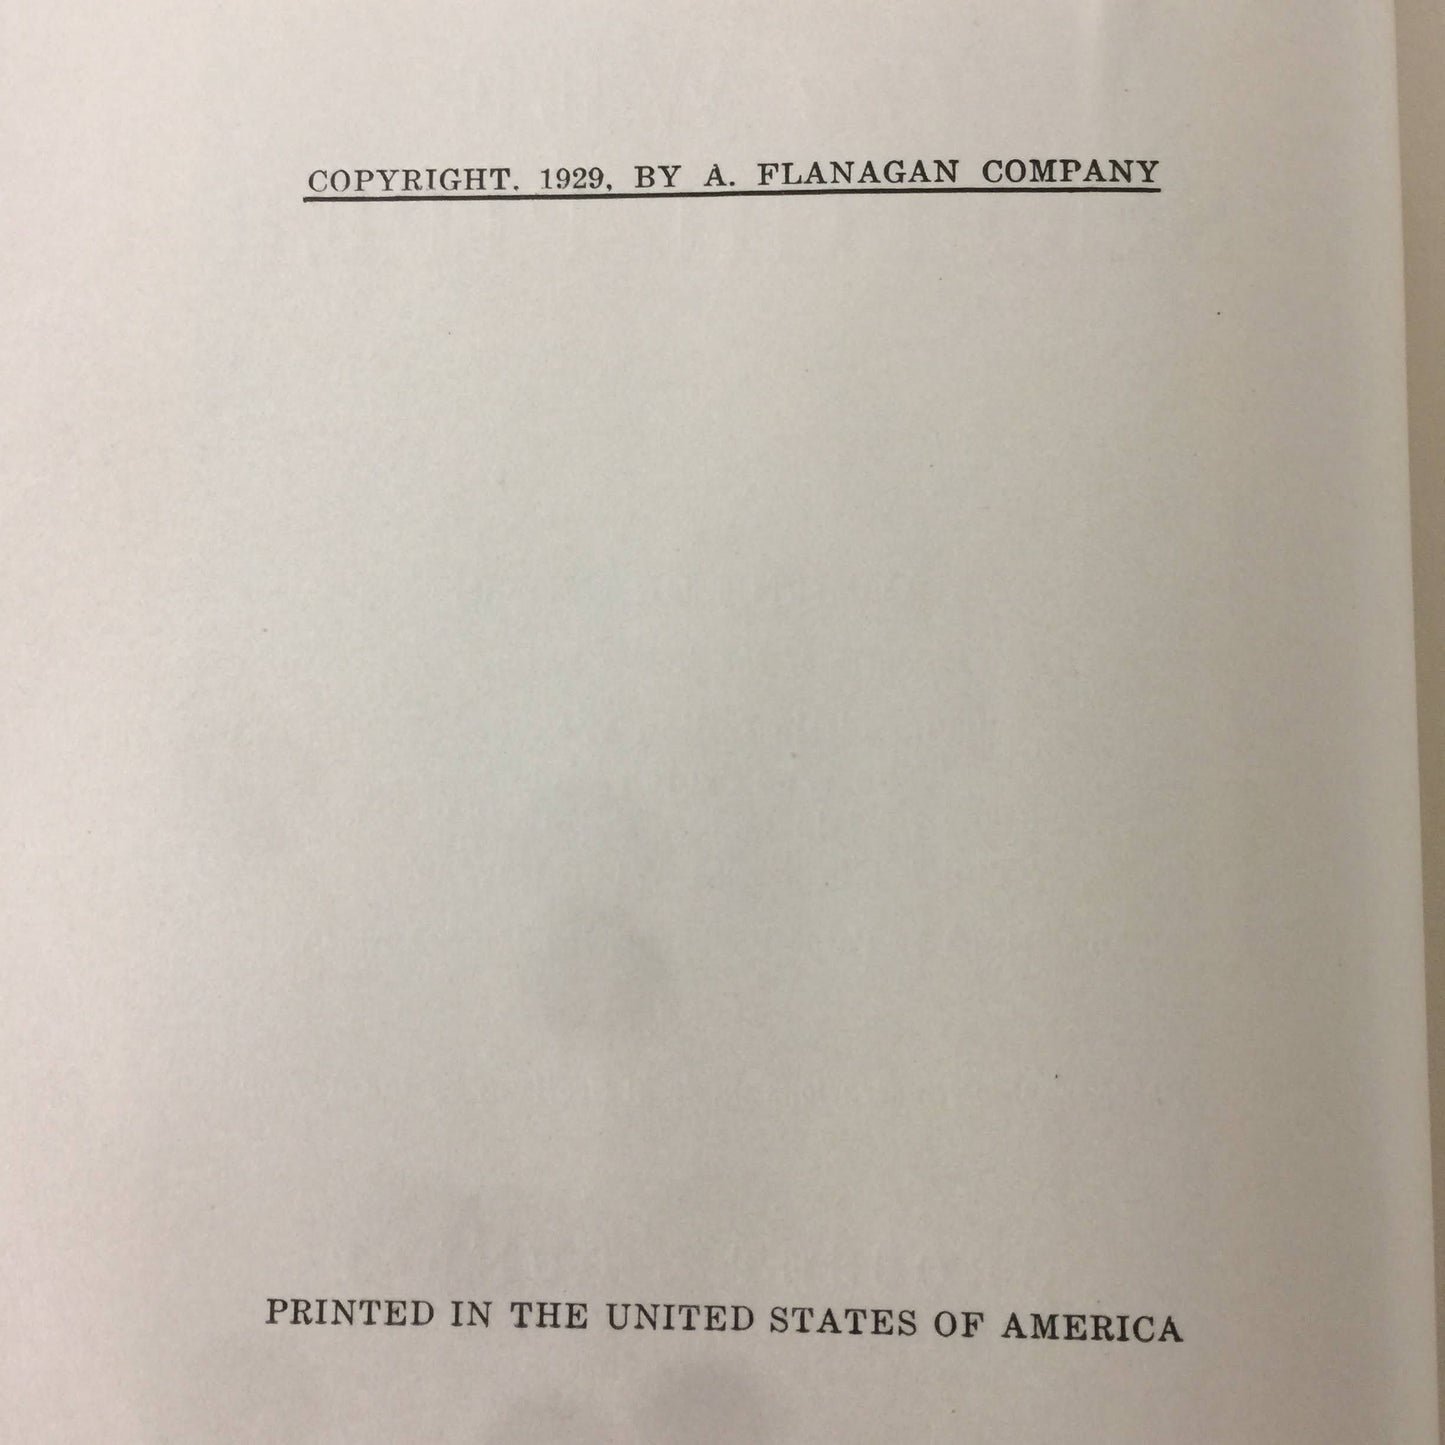 COPYRIGHT. 1929, BY A. FLANAGAN COMPANY
PRINTED IN THE UNITED STATES OF AMERICA